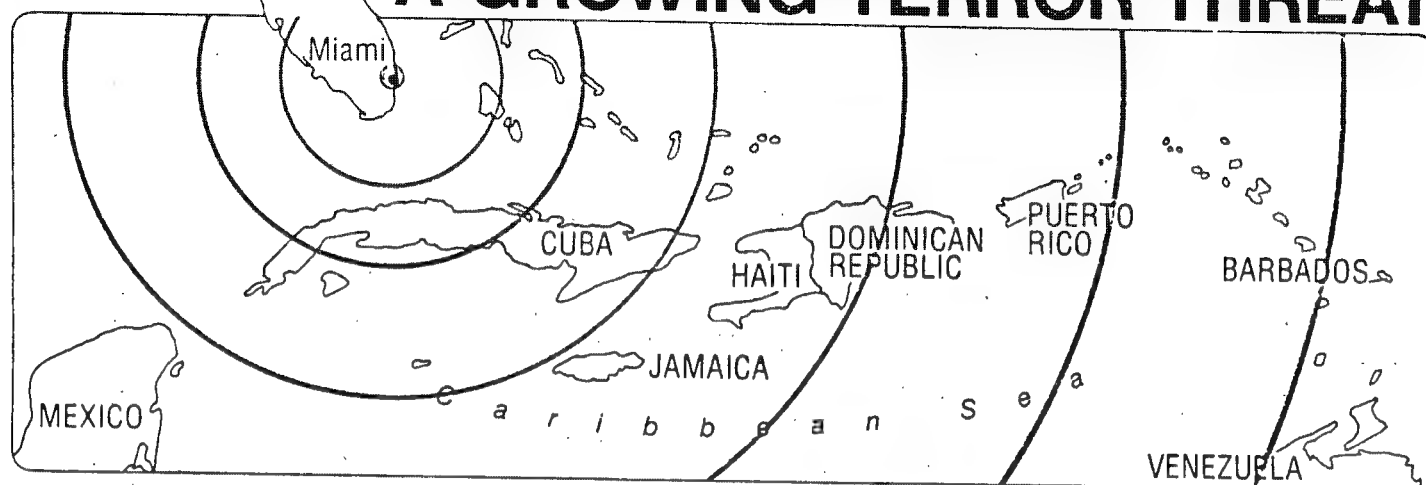 A GROWING TERROR THREAT
Miami
CUBA
HAITI
DOMINICAN
REPUBLIC
PUERTO
RICO
BARBADOS
JAMAICA
MEXICO
Caribbean Sea
VENEZUELA